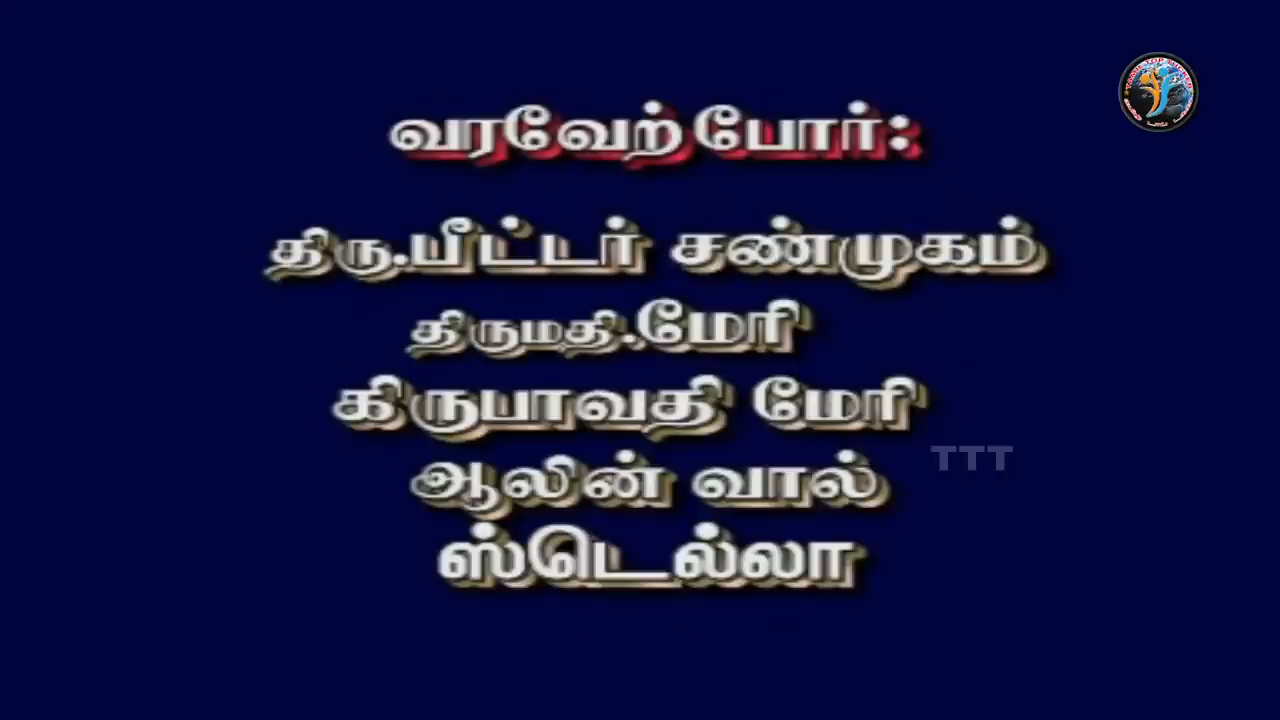 வரவேற்போர்:
திரு.பீட்டர் சண்முகம்
திருமதி.மேரி
கிருபாவதி மேரி
ஆலின் வால்
ஸ்டெல்லா
TTT